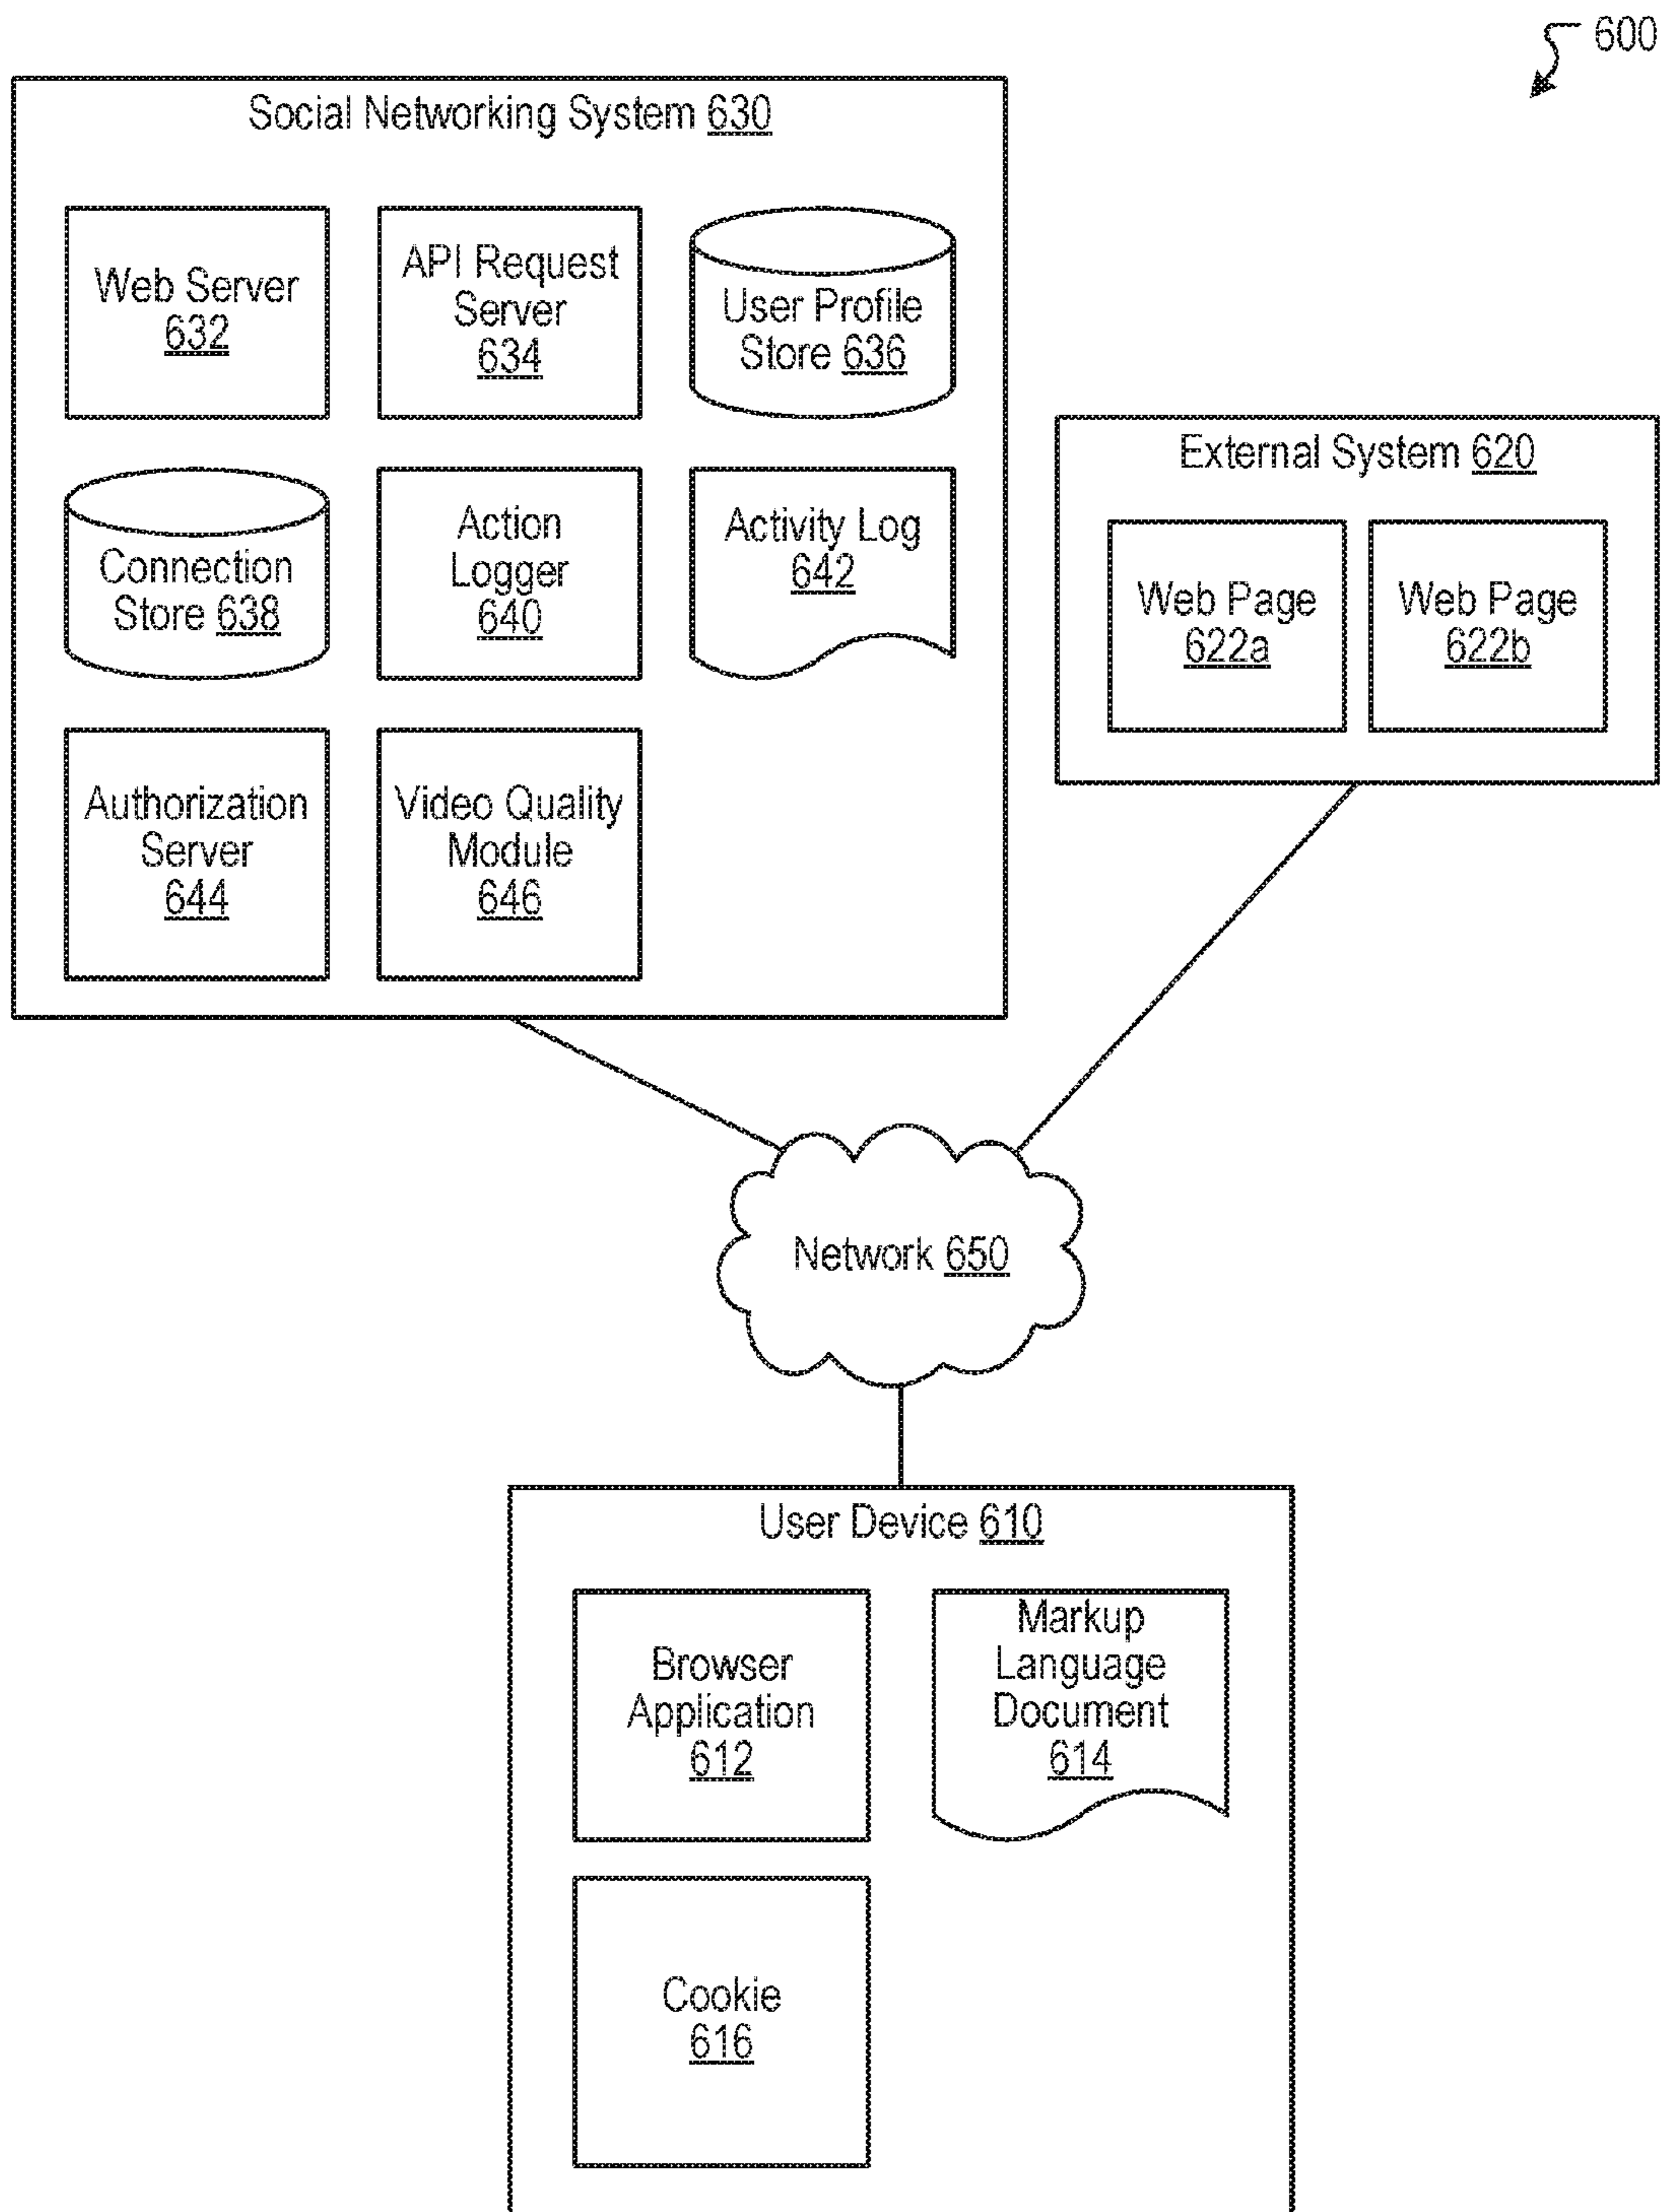 600
Social Networking System 630
Web Server
632
API Request
Server
634
User Profile
Store 636
Connection
Store 638
Action
Logger
640
Activity Log
642
Authorization
Server
644
Video Quality
Module
646
External System 620
Web Page
622a
Web Page
622b
Network 650
User Device 610
Browser
Application
612
Markup
Language
Document
614
Cookie
616